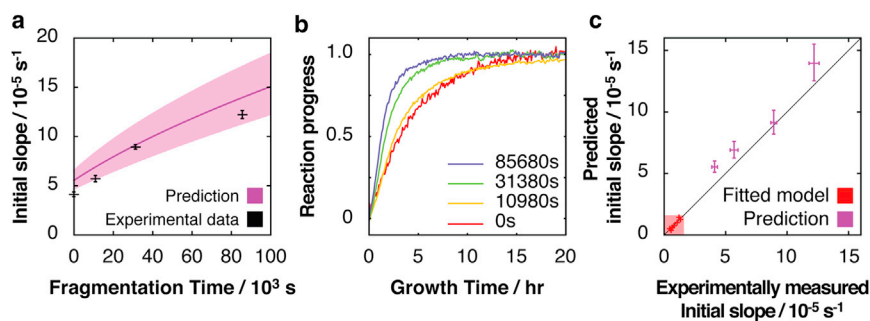 a
Initial slope / 10⁻⁵ s⁻¹
20
15
10
5
0
0 20 40 60 80 100
Prediction
Experimental data
Fragmentation Time / 10³ s
b
Reaction progress
1.0
0.5
0
0 5 10 15 20
85680s
31380s
10980s
0s
Growth Time / hr
c
Predicted
initial slope / 10⁻⁵ s⁻¹
15
10
5
0
0 5 10 15
Fitted model
Prediction
Experimentally measured
Initial slope / 10⁻⁵ s⁻¹